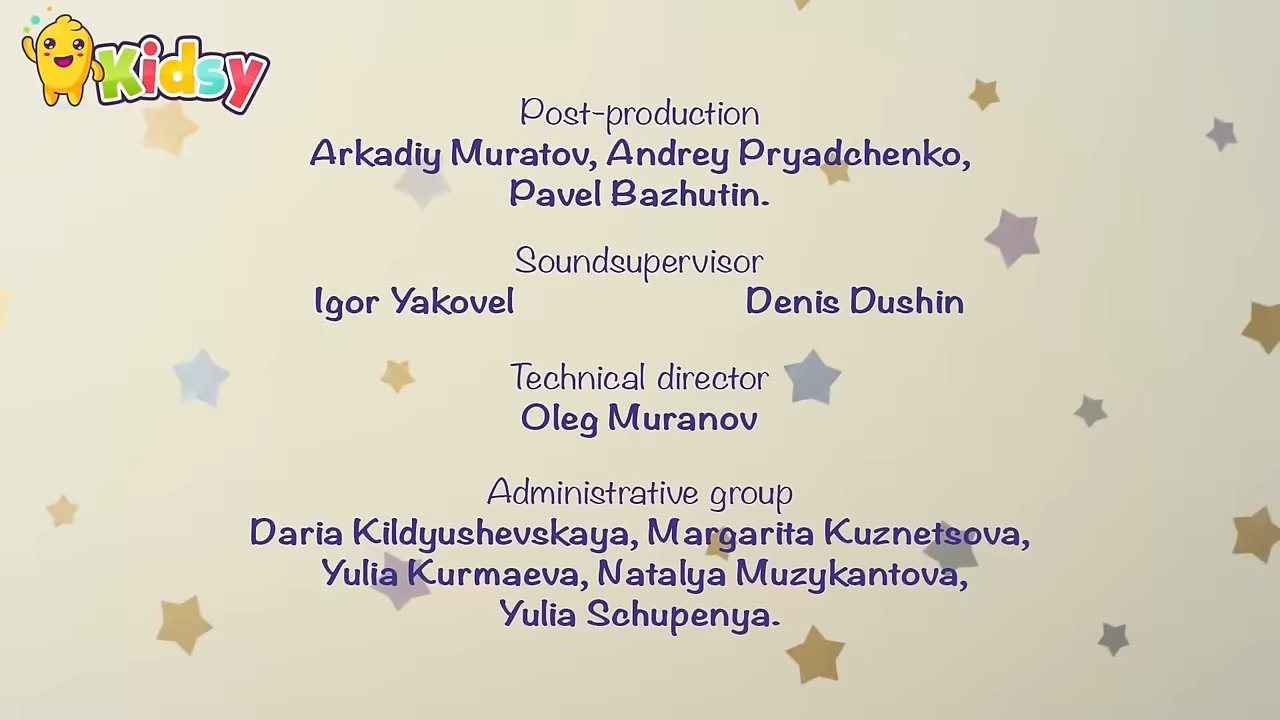 Kidsy
Post-production
Arkadiy Muratov, Andrey Pryadchenko,
Pavel Bazhutin.
Soundsupervisor
Igor Yakovel Denis Dushin
Technical director
Oleg Muranov
Administrative group
Daria Kildyushevskaya, Margarita Kuznetsova,
Yulia Kurmaeva, Natalya Muzykantova,
Yulia Schupenya.